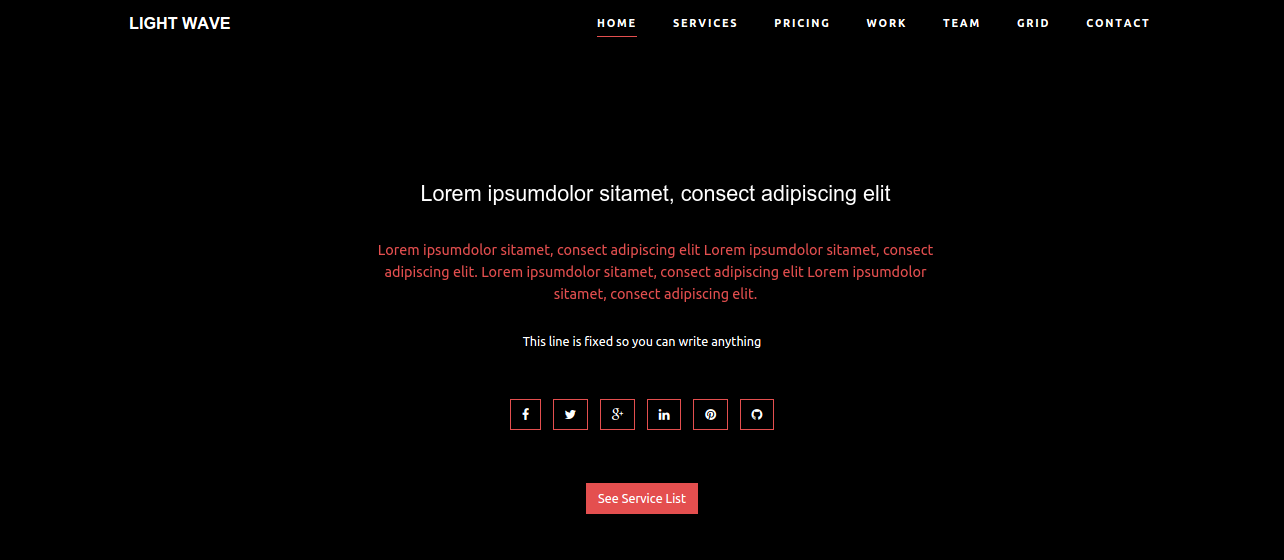 LIGHT WAVE
HOME SERVICES PRICING WORK TEAM GRID CONTACT
Lorem ipsumdolor sitamet, consect adipiscing elit
Lorem ipsumdolor sitamet, consect adipiscing elit Lorem ipsumdolor sitamet, consect
adipiscing elit. Lorem ipsumdolor sitamet, consect adipiscing elit Lorem ipsumdolor
sitamet, consect adipiscing elit.
This line is fixed so you can write anything
See Service List